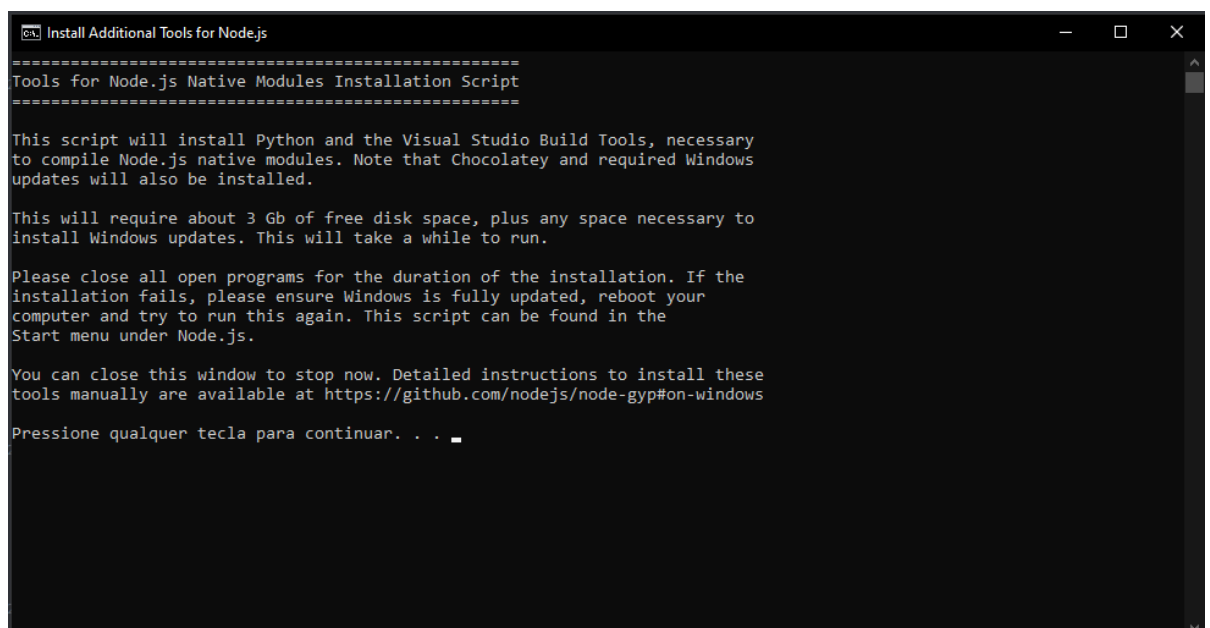 Install Additional Tools for Node.js
====================================================
Tools for Node.js Native Modules Installation Script
====================================================
This script will install Python and the Visual Studio Build Tools, necessary
to compile Node.js native modules. Note that Chocolatey and required Windows
updates will also be installed.
This will require about 3 Gb of free disk space, plus any space necessary to
install Windows updates. This will take a while to run.
Please close all open programs for the duration of the installation. If the
installation fails, please ensure Windows is fully updated, reboot your
computer and try to run this again. This script can be found in the
Start menu under Node.js.
You can close this window to stop now. Detailed instructions to install these
tools manually are available at https://github.com/nodejs/node-gyp#on-windows
Pressione qualquer tecla para continuar. . .